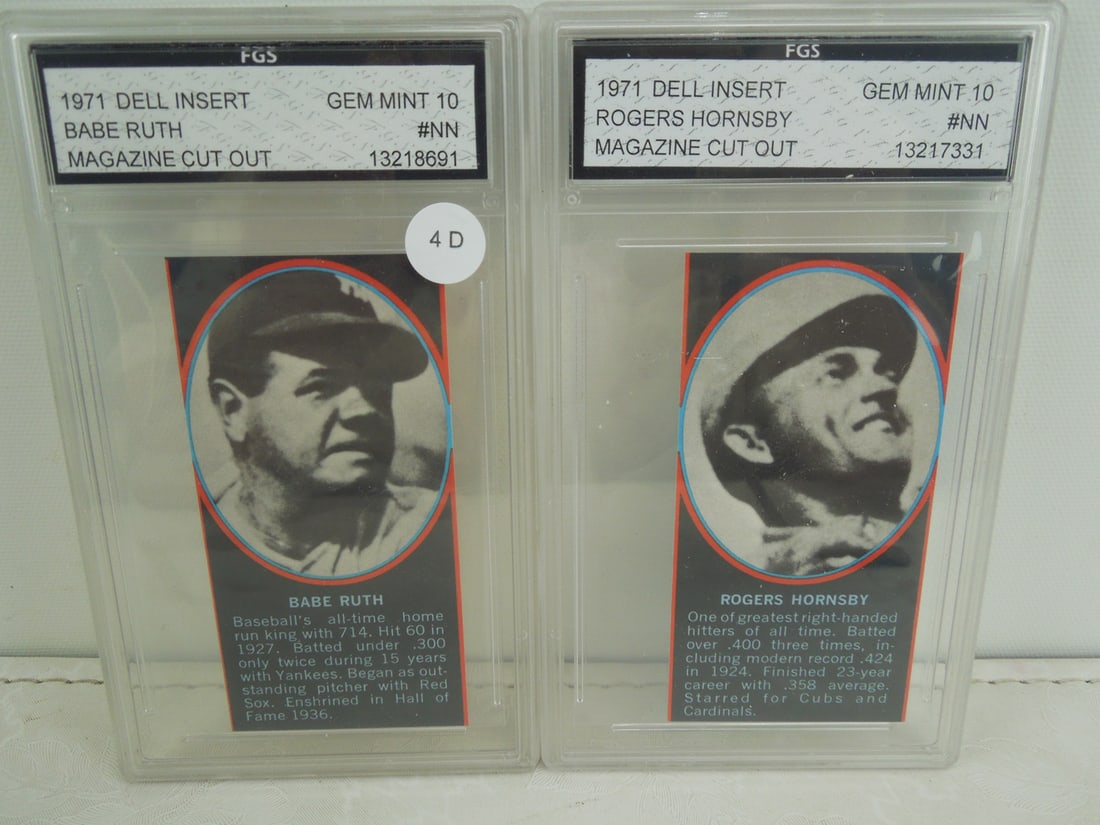 FGS
1971 DELL INSERT GEM MINT 10
BABE RUTH #NN
MAGAZINE CUT OUT 13218691
4 D
BABE RUTH
Baseball's all-time home
run king with 714. Hit 60 in
1927. Batted under .300
only twice during 15 years
with Yankees. Began as out-
standing pitcher with Red
Sox. Enshrined in Hall of
Fame 1936.
FGS
1971 DELL INSERT GEM MINT 10
ROGERS HORNSBY #NN
MAGAZINE CUT OUT 13217331
ROGERS HORNSBY
One of greatest right-handed
hitters of all time. Batted
over .400 three times, in-
cluding modern record .424
in 1924. Finished 23-year
career with .358 average.
Starred for Cubs and
Cardinals.